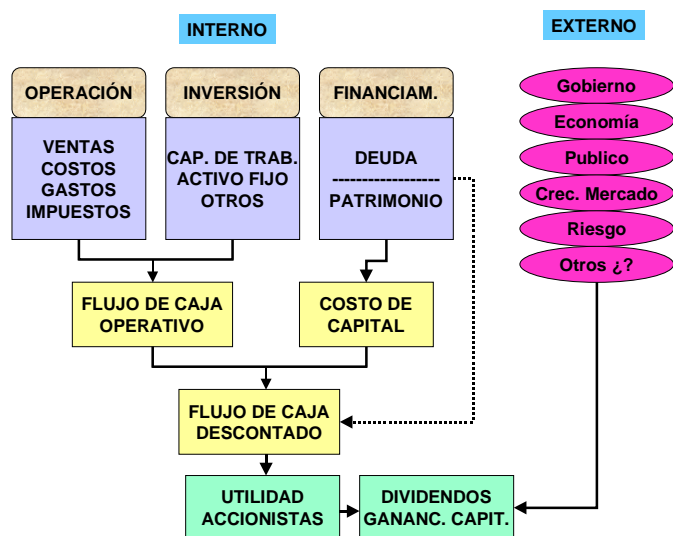 INTERNO
EXTERNO
OPERACIÓN
VENTAS
COSTOS
GASTOS
IMPUESTOS
INVERSIÓN
CAP. DE TRAB.
ACTIVO FIJO
OTROS
FINANCIAM.
DEUDA
-------------------
PATRIMONIO
Gobierno
Economía
Publico
Crec. Mercado
Riesgo
Otros ¿?
FLUJO DE CAJA
OPERATIVO
COSTO DE
CAPITAL
FLUJO DE CAJA
DESCONTADO
UTILIDAD
ACCIONISTAS
DIVIDENDOS
GANANC. CAPIT.